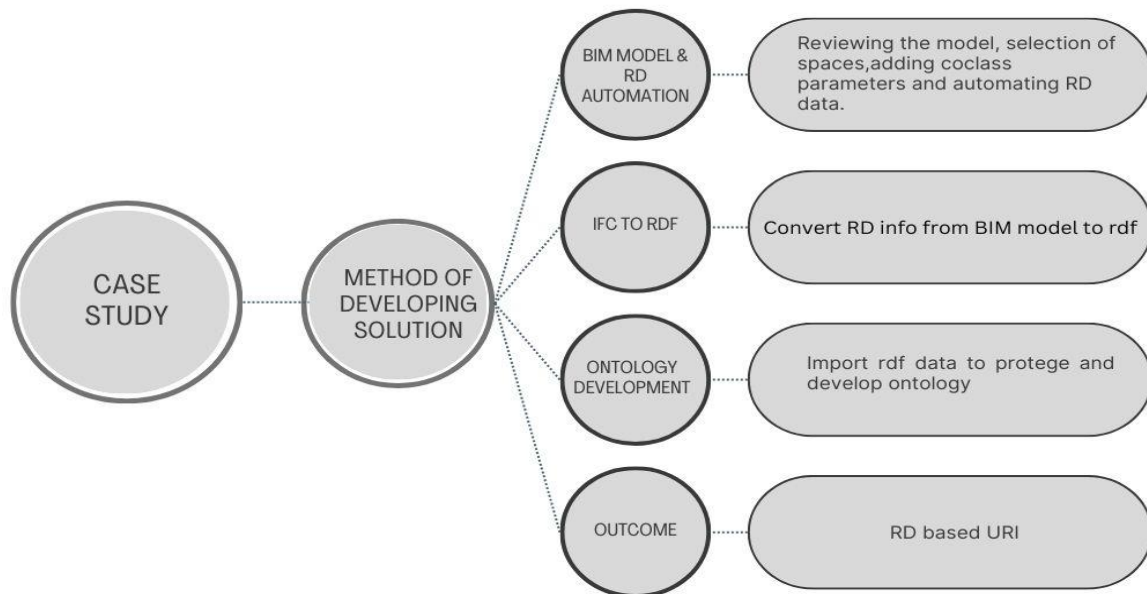 CASE
STUDY
METHOD OF
DEVELOPING
SOLUTION
BIM MODEL &
RD
AUTOMATION
Reviewing the model, selection of
spaces,adding coclass
parameters and automating RD
data.
IFC TO RDF
Convert RD info from BIM model to rdf
ONTOLOGY
DEVELOPMENT
Import rdf data to protege and
develop ontology
OUTCOME
RD based URI